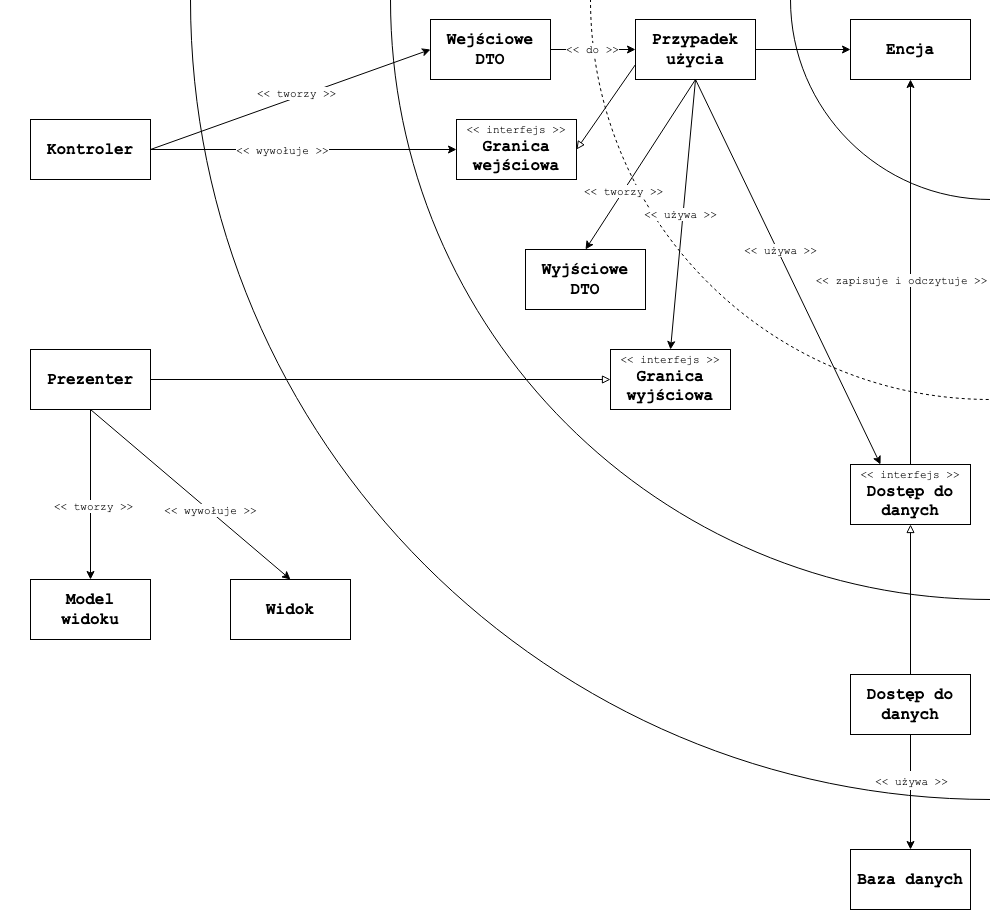 Wejściowe
DTO
<< do >>
Przypadek
użycia
Encja
<< tworzy >>
Kontroler
<< wywołuje >>
<< interfejs >>
Granica
wejściowa
<< tworzy >>
<< używa >>
<< używa >>
Wyjściowe
DTO
<< zapisuje i odczytuje >>
Prezenter
<< interfejs >>
Granica
wyjściowa
<< interfejs >>
Dostęp do
danych
<< tworzy >>
<< wywołuje >>
Model
widoku
Widok
Dostęp do
danych
<< używa >>
Baza danych